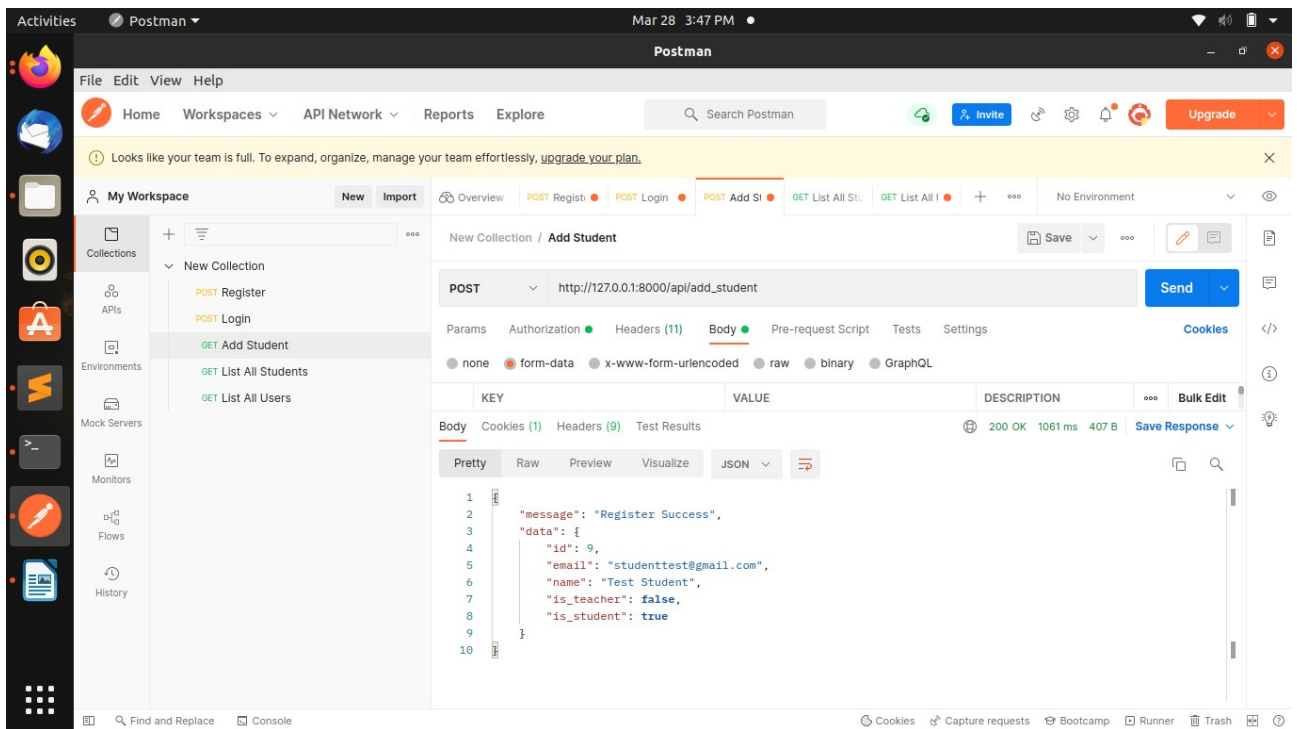 Activities Postman Mar 28 3:47 PM
Postman
File Edit View Help
Home Workspaces API Network Reports Explore Search Postman Invite Upgrade
Looks like your team is full. To expand, organize, manage your team effortlessly, upgrade your plan.
My Workspace New Import Overview POST Regist POST Login POST Add St GET List All Stu GET List All No Environment
Collections
APIs
Environments
Mock Servers
Monitors
Flows
History
New Collection
POST Register
POST Login
GET Add Student
GET List All Students
GET List All Users
New Collection / Add Student Save
POST http://127.0.0.1:8000/api/add_student Send
Params Authorization Headers (11) Body Pre-request Script Tests Settings Cookies
none form-data x-www-form-urlencoded raw binary GraphQL
KEY VALUE DESCRIPTION Bulk Edit
Body Cookies (1) Headers (9) Test Results 200 OK 1061 ms 407 B Save Response
Pretty Raw Preview Visualize JSON
1 {
2 "message": "Register Success",
3 "data": {
4 "id": 9,
5 "email": "studenttest@gmail.com",
6 "name": "Test Student",
7 "is_teacher": false,
8 "is_student": true
9 }
10 }
Find and Replace Console Cookies Capture requests Bootcamp Runner Trash